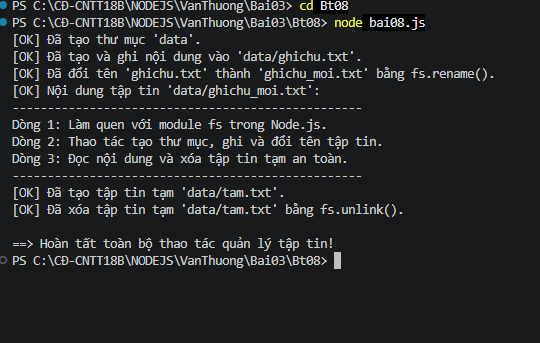 PS C:\CĐ-CNTT18B\NODEJS\VanThuong\Bai03> cd Bt08
PS C:\CĐ-CNTT18B\NODEJS\VanThuong\Bai03\Bt08> node bai08.js
[OK] Đã tạo thư mục 'data'.
[OK] Đã tạo và ghi nội dung vào 'data/ghichu.txt'.
[OK] Đã đổi tên 'ghichu.txt' thành 'ghichu_moi.txt' bằng fs.rename().
[OK] Nội dung tập tin 'data/ghichu_moi.txt':
--------------------------------------------------
Dòng 1: Làm quen với module fs trong Node.js.
Dòng 2: Thao tác tạo thư mục, ghi và đổi tên tập tin.
Dòng 3: Đọc nội dung và xóa tập tin tạm an toàn.
--------------------------------------------------
[OK] Đã tạo tập tin tạm 'data/tam.txt'.
[OK] Đã xóa tập tin tạm 'data/tam.txt' bằng fs.unlink().
==> Hoàn tất toàn bộ thao tác quản lý tập tin!
PS C:\CĐ-CNTT18B\NODEJS\VanThuong\Bai03\Bt08>